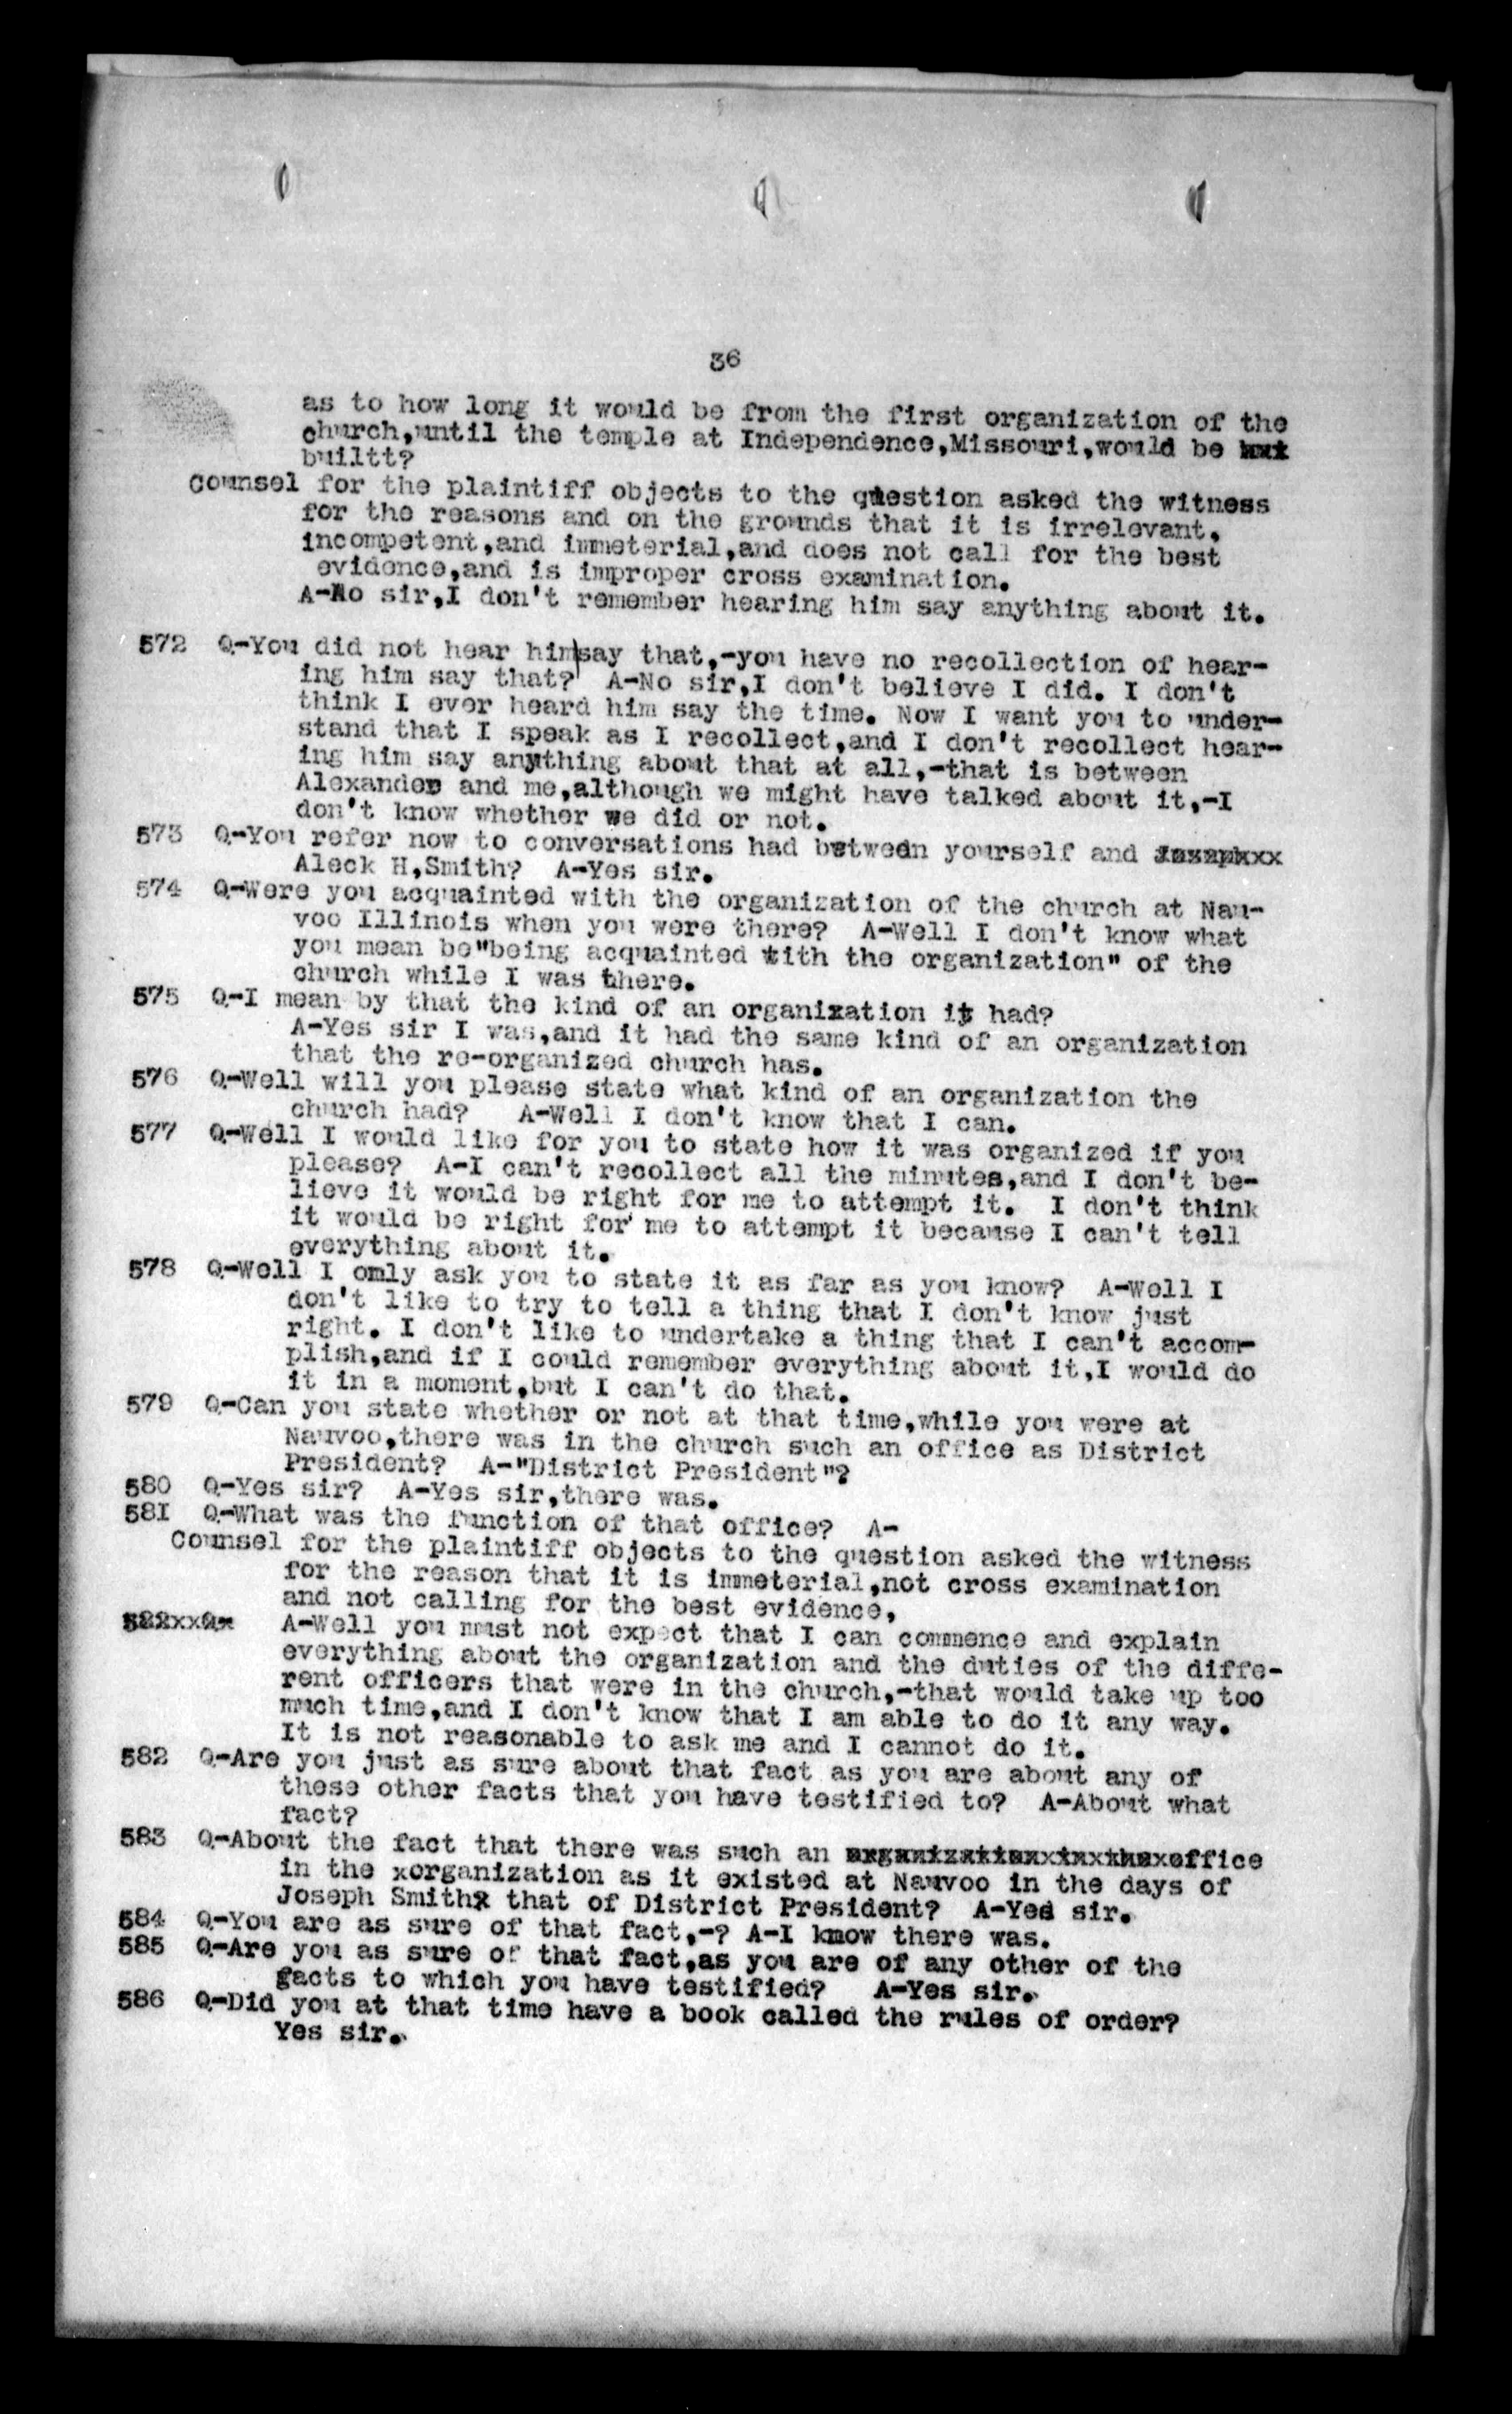 36
as to how long it would be from the first organization of the
church,until the temple at Independence,Missouri,would be
builtt?
Counsel for the plaintiff objects to the question asked the witness
for the reasons and on the grounds that it is irrelevant,
incompetent,and immeterial,and does not call for the best
evidence,and is improper cross examination.
A-No sir,I don't remember hearing him say anything about it.
572 Q-You did not hear him|say that,-you have no recollection of hear-
ing him say that? A-No sir,I don't believe I did. I don't
think I ever heard him say the time. Now I want you to under-
stand that I speak as I recollect,and I don't recollect hear-
ing him say anything about that at all,-that is between
Alexander and me,although we might have talked about it,-I
don't know whether we did or not.
573 Q-You refer now to conversations had between yourself and
Aleck H,Smith? A-Yes sir.
574 Q-Were you acquainted with the organization of the church at Nau-
voo Illinois when you were there? A-Well I don't know what
you mean be"being acquainted with the organization" of the
church while I was there.
575 Q-I mean by that the kind of an organization it had?
A-Yes sir I was,and it had the same kind of an organization
that the re-organized church has.
576 Q-Well will you please state what kind of an organization the
church had? A-Well I don't know that I can.
577 Q-Well I would like for you to state how it was organized if you
please? A-I can't recollect all the minutes,and I don't be-
lieve it would be right for me to attempt it. I don't think
it would be right for me to attempt it because I can't tell
everything about it.
578 Q-Well I only ask you to state it as far as you know? A-Well I
don't like to try to tell a thing that I don't know just
right. I don't like to undertake a thing that I can't accom-
plish,and if I could remember everything about it,I would do
it in a moment,but I can't do that.
579 Q-Can you state whether or not at that time,while you were at
Nauvoo,there was in the church such an office as District
President? A-"District President"?
580 Q-Yes sir? A-Yes sir,there was.
581 Q-What was the function of that office? A-
Counsel for the plaintiff objects to the question asked the witness
for the reason that it is immeterial,not cross examination
and not calling for the best evidence,
582xxQx A-Well you must not expect that I can commence and explain
everything about the organization and the duties of the diffe-
rent officers that were in the church,-that would take up too
much time,and I don't know that I am able to do it any way.
It is not reasonable to ask me and I cannot do it.
582 Q-Are you just as sure about that fact as you are about any of
these other facts that you have testified to? A-About what
fact?
583 Q-About the fact that there was such an organizationxinxthexoffice
in the xorganization as it existed at Nauvoo in the days of
Joseph Smithx that of District President? A-Yes sir.
584 Q-You are as sure of that fact,-? A-I know there was.
585 Q-Are you as sure of that fact,as you are of any other of the
facts to which you have testified? A-Yes sir.
586 Q-Did you at that time have a book called the rules of order?
Yes sir.